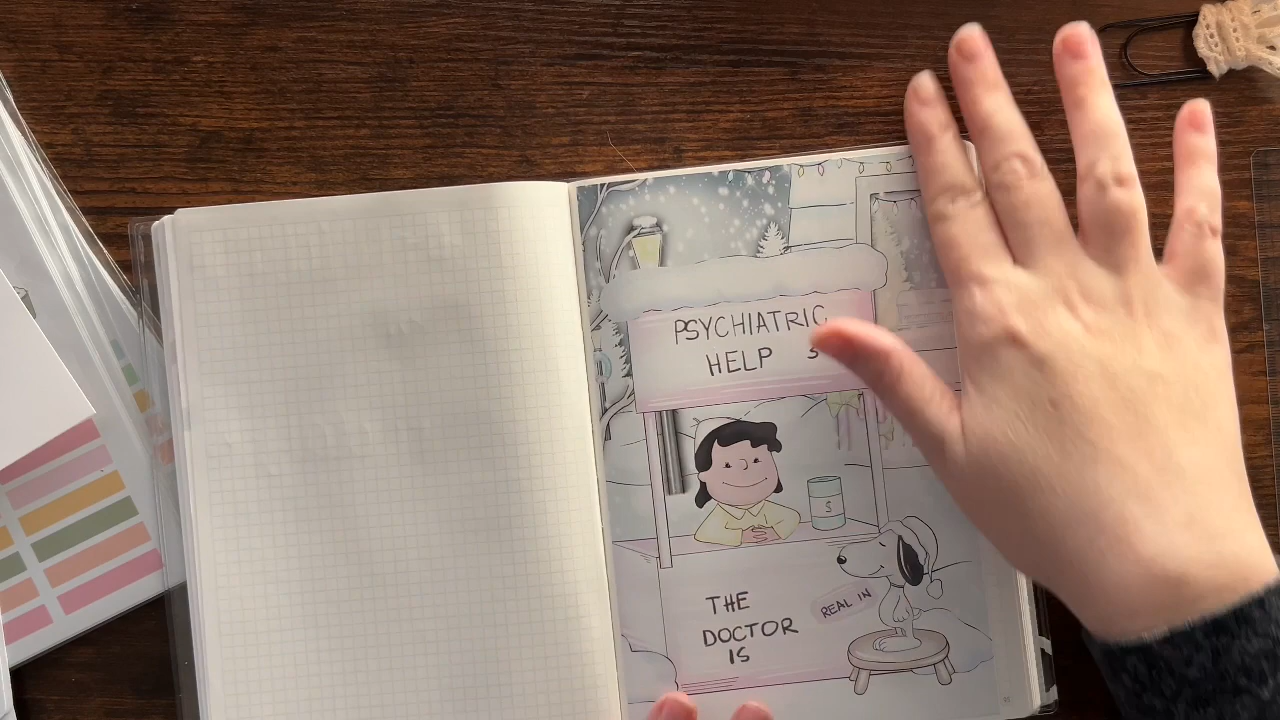 PSYCHIATRIC
HELP
$
THE
DOCTOR
IS
REAL IN